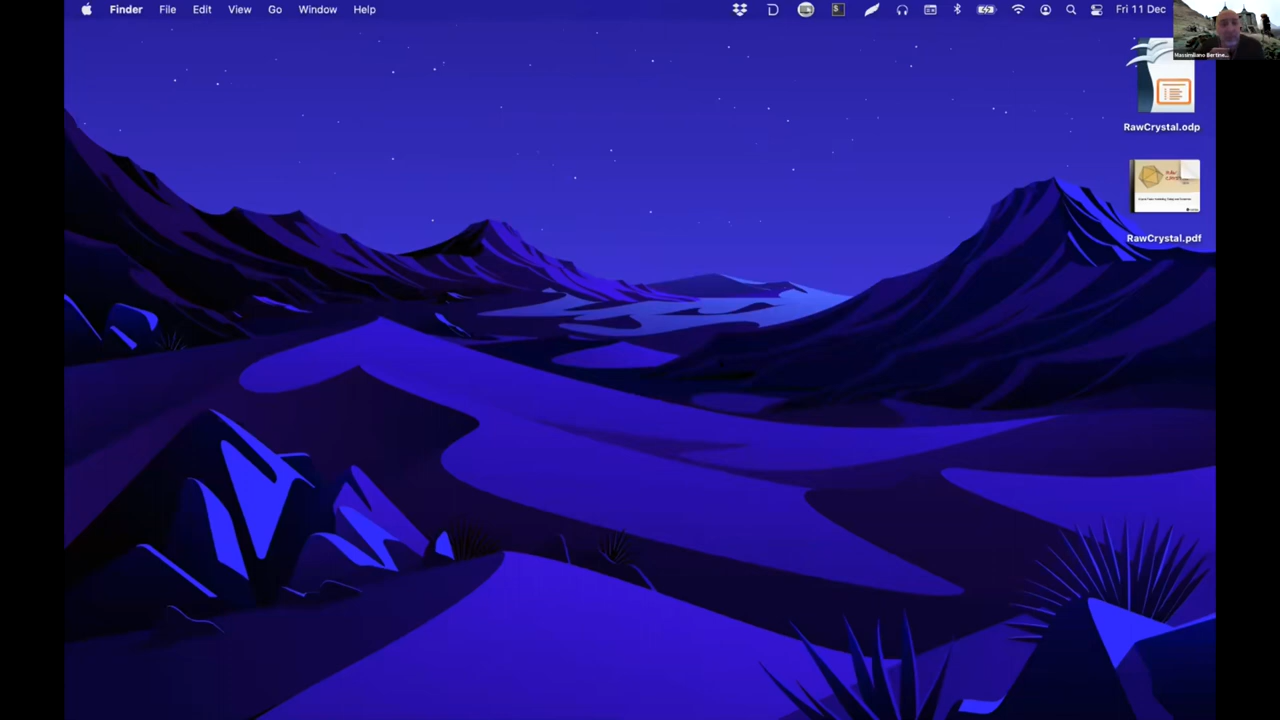 Finder File Edit View Go Window Help Fri 11 Dec
RawCrystal.odp
RawCrystal.pdf